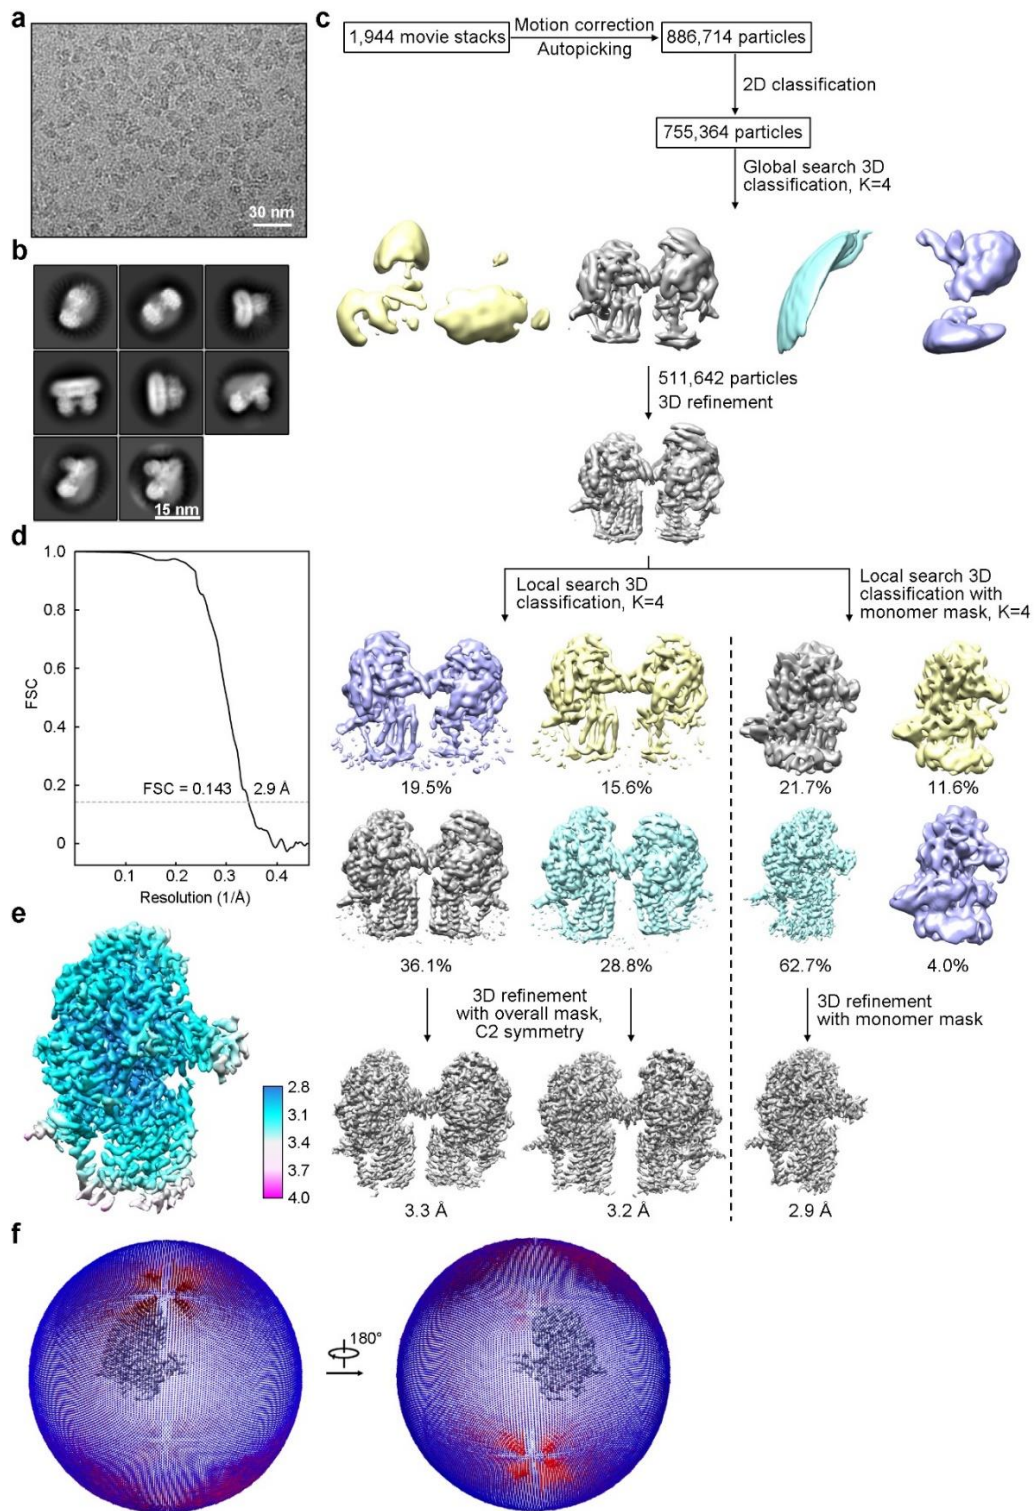 a
30 nm
b
15 nm
c
1,944 movie stacks
Motion correction
Autopicking
886,714 particles
2D classification
755,364 particles
Global search 3D
classification, K=4
511,642 particles
3D refinement
Local search 3D
classification, K=4
Local search 3D
classification with
monomer mask, K=4
19.5%
15.6%
21.7%
11.6%
36.1%
28.8%
62.7%
4.0%
3D refinement
with overall mask,
C2 symmetry
3D refinement
with monomer mask
3.3 Å
3.2 Å
2.9 Å
d
1.0
0.8
0.6
0.4
0.2
0
FSC
FSC = 0.143
2.9 Å
0.1
0.2
0.3
0.4
Resolution (1/Å)
e
2.8
3.1
3.4
3.7
4.0
f
180°